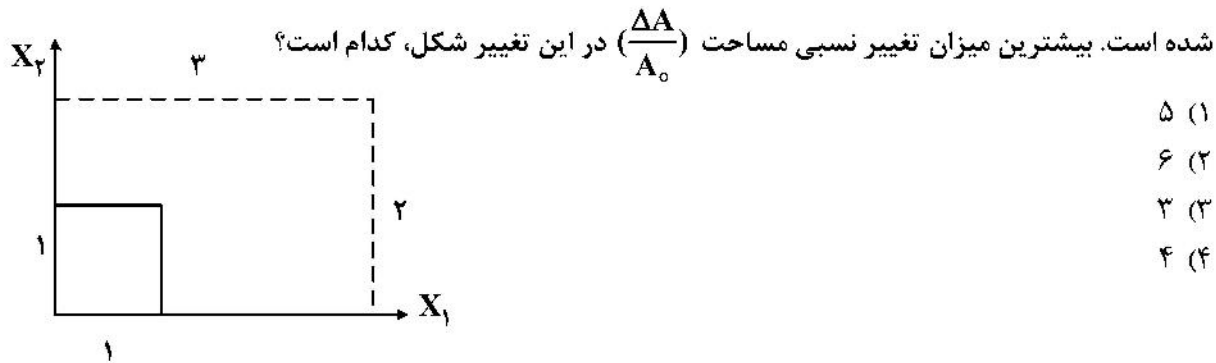 شده است. بیشترین میزان تغییر نسبی مساحت (ΔA/A₀) در این تغییر شکل، کدام است؟
۱) ۵
۲) ۶
۳) ۳
۴) ۴
X₂
۳
۲
۱
X₁
۱